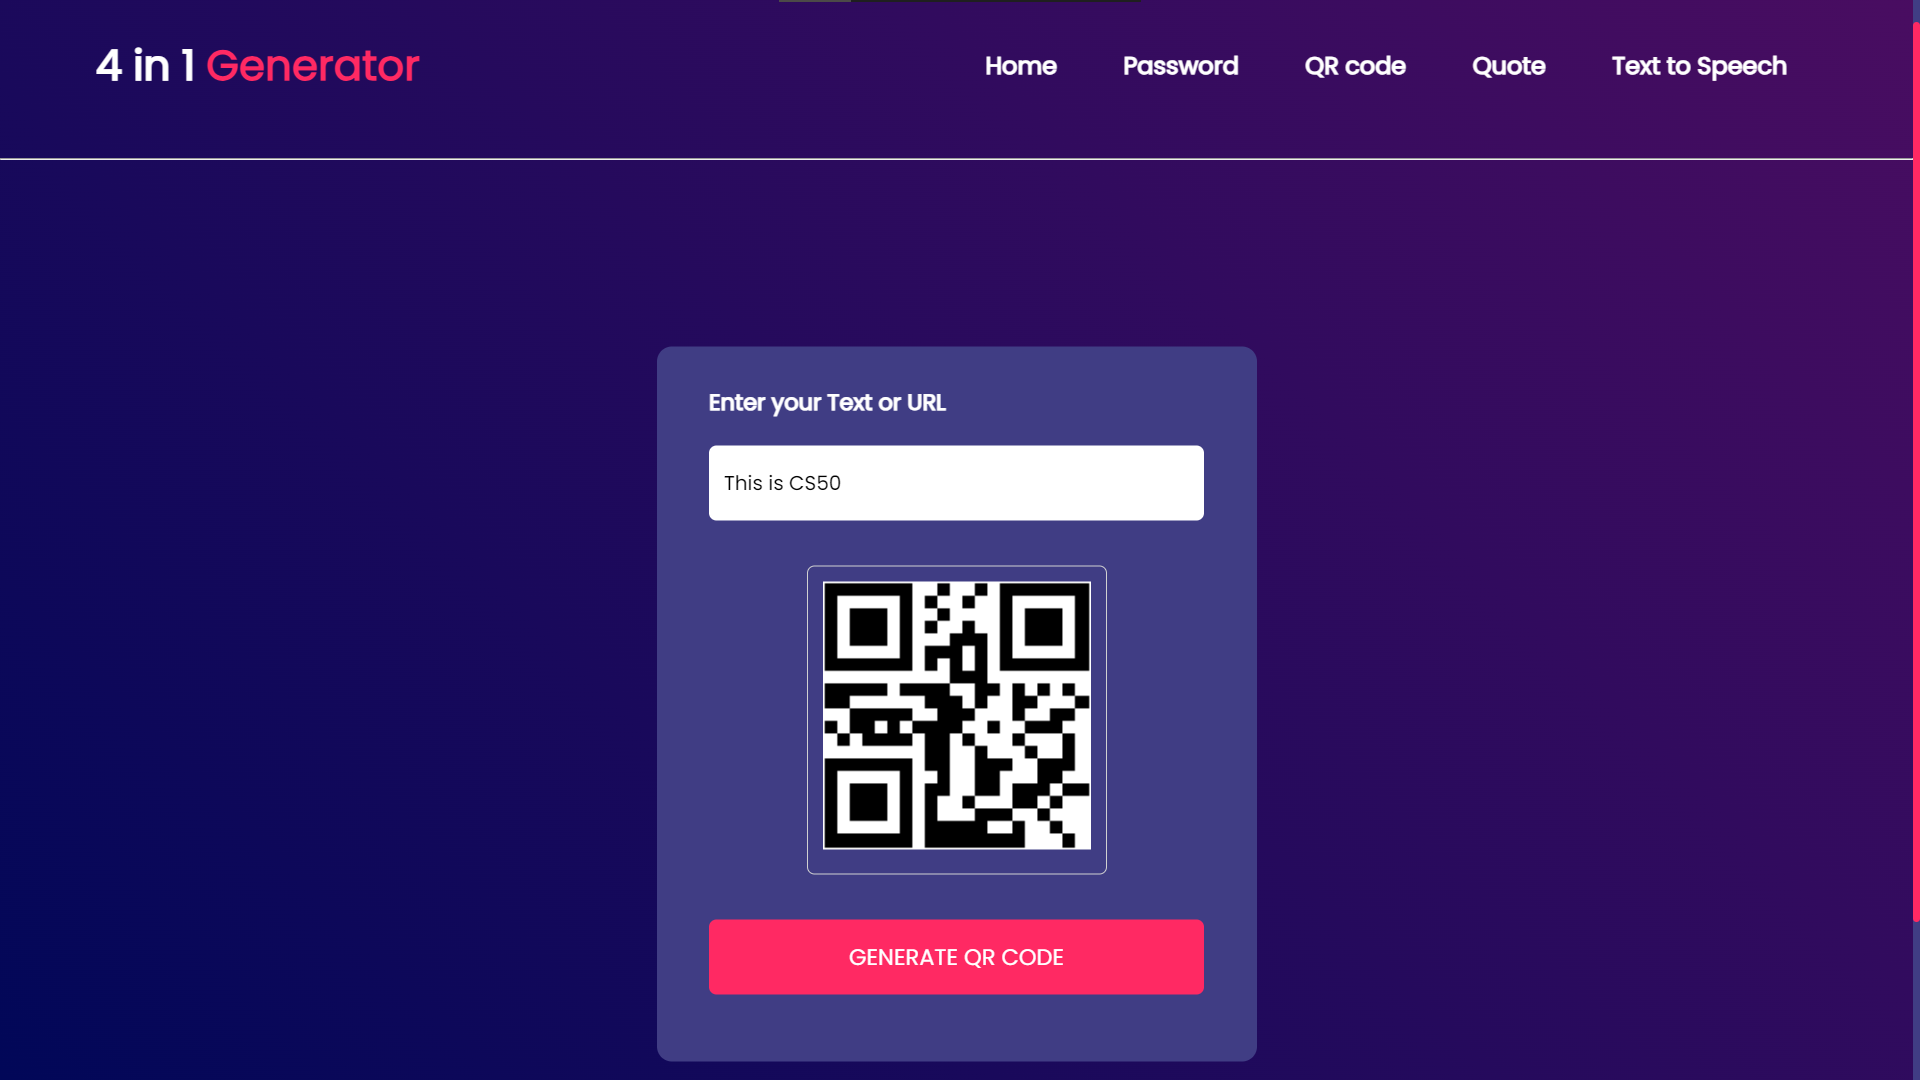 4 in 1 Generator
Home Password QR code Quote Text to Speech
Enter your Text or URL
This is CS50
GENERATE QR CODE